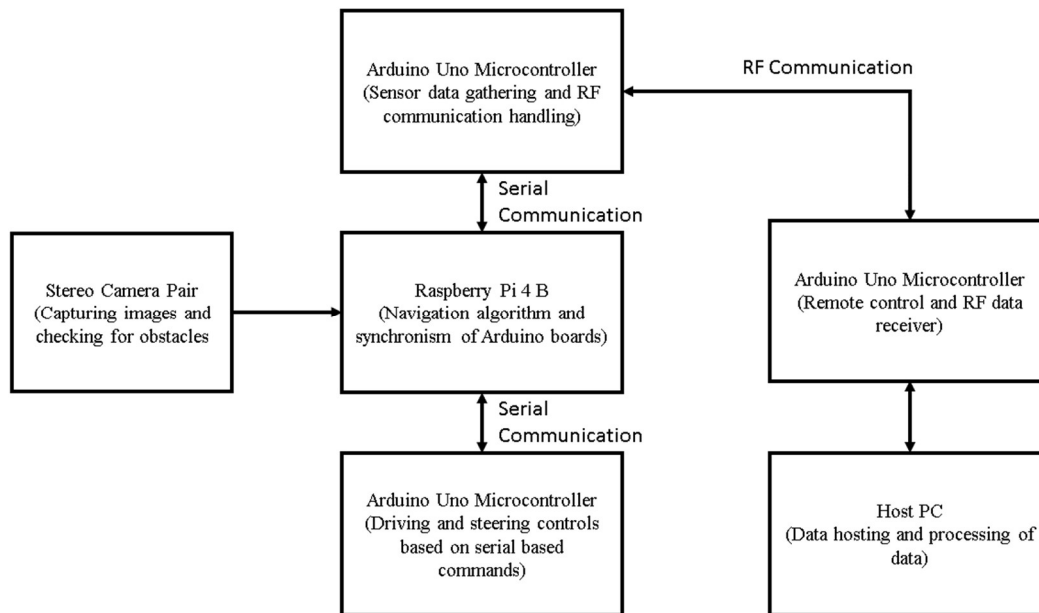 Arduino Uno Microcontroller
(Sensor data gathering and RF
communication handling)
RF Communication
Serial
Communication
Stereo Camera Pair
(Capturing images and
checking for obstacles
Raspberry Pi 4 B
(Navigation algorithm and
synchronism of Arduino boards)
Arduino Uno Microcontroller
(Remote control and RF data
receiver)
Serial
Communication
Arduino Uno Microcontroller
(Driving and steering controls
based on serial based
commands)
Host PC
(Data hosting and processing of
data)